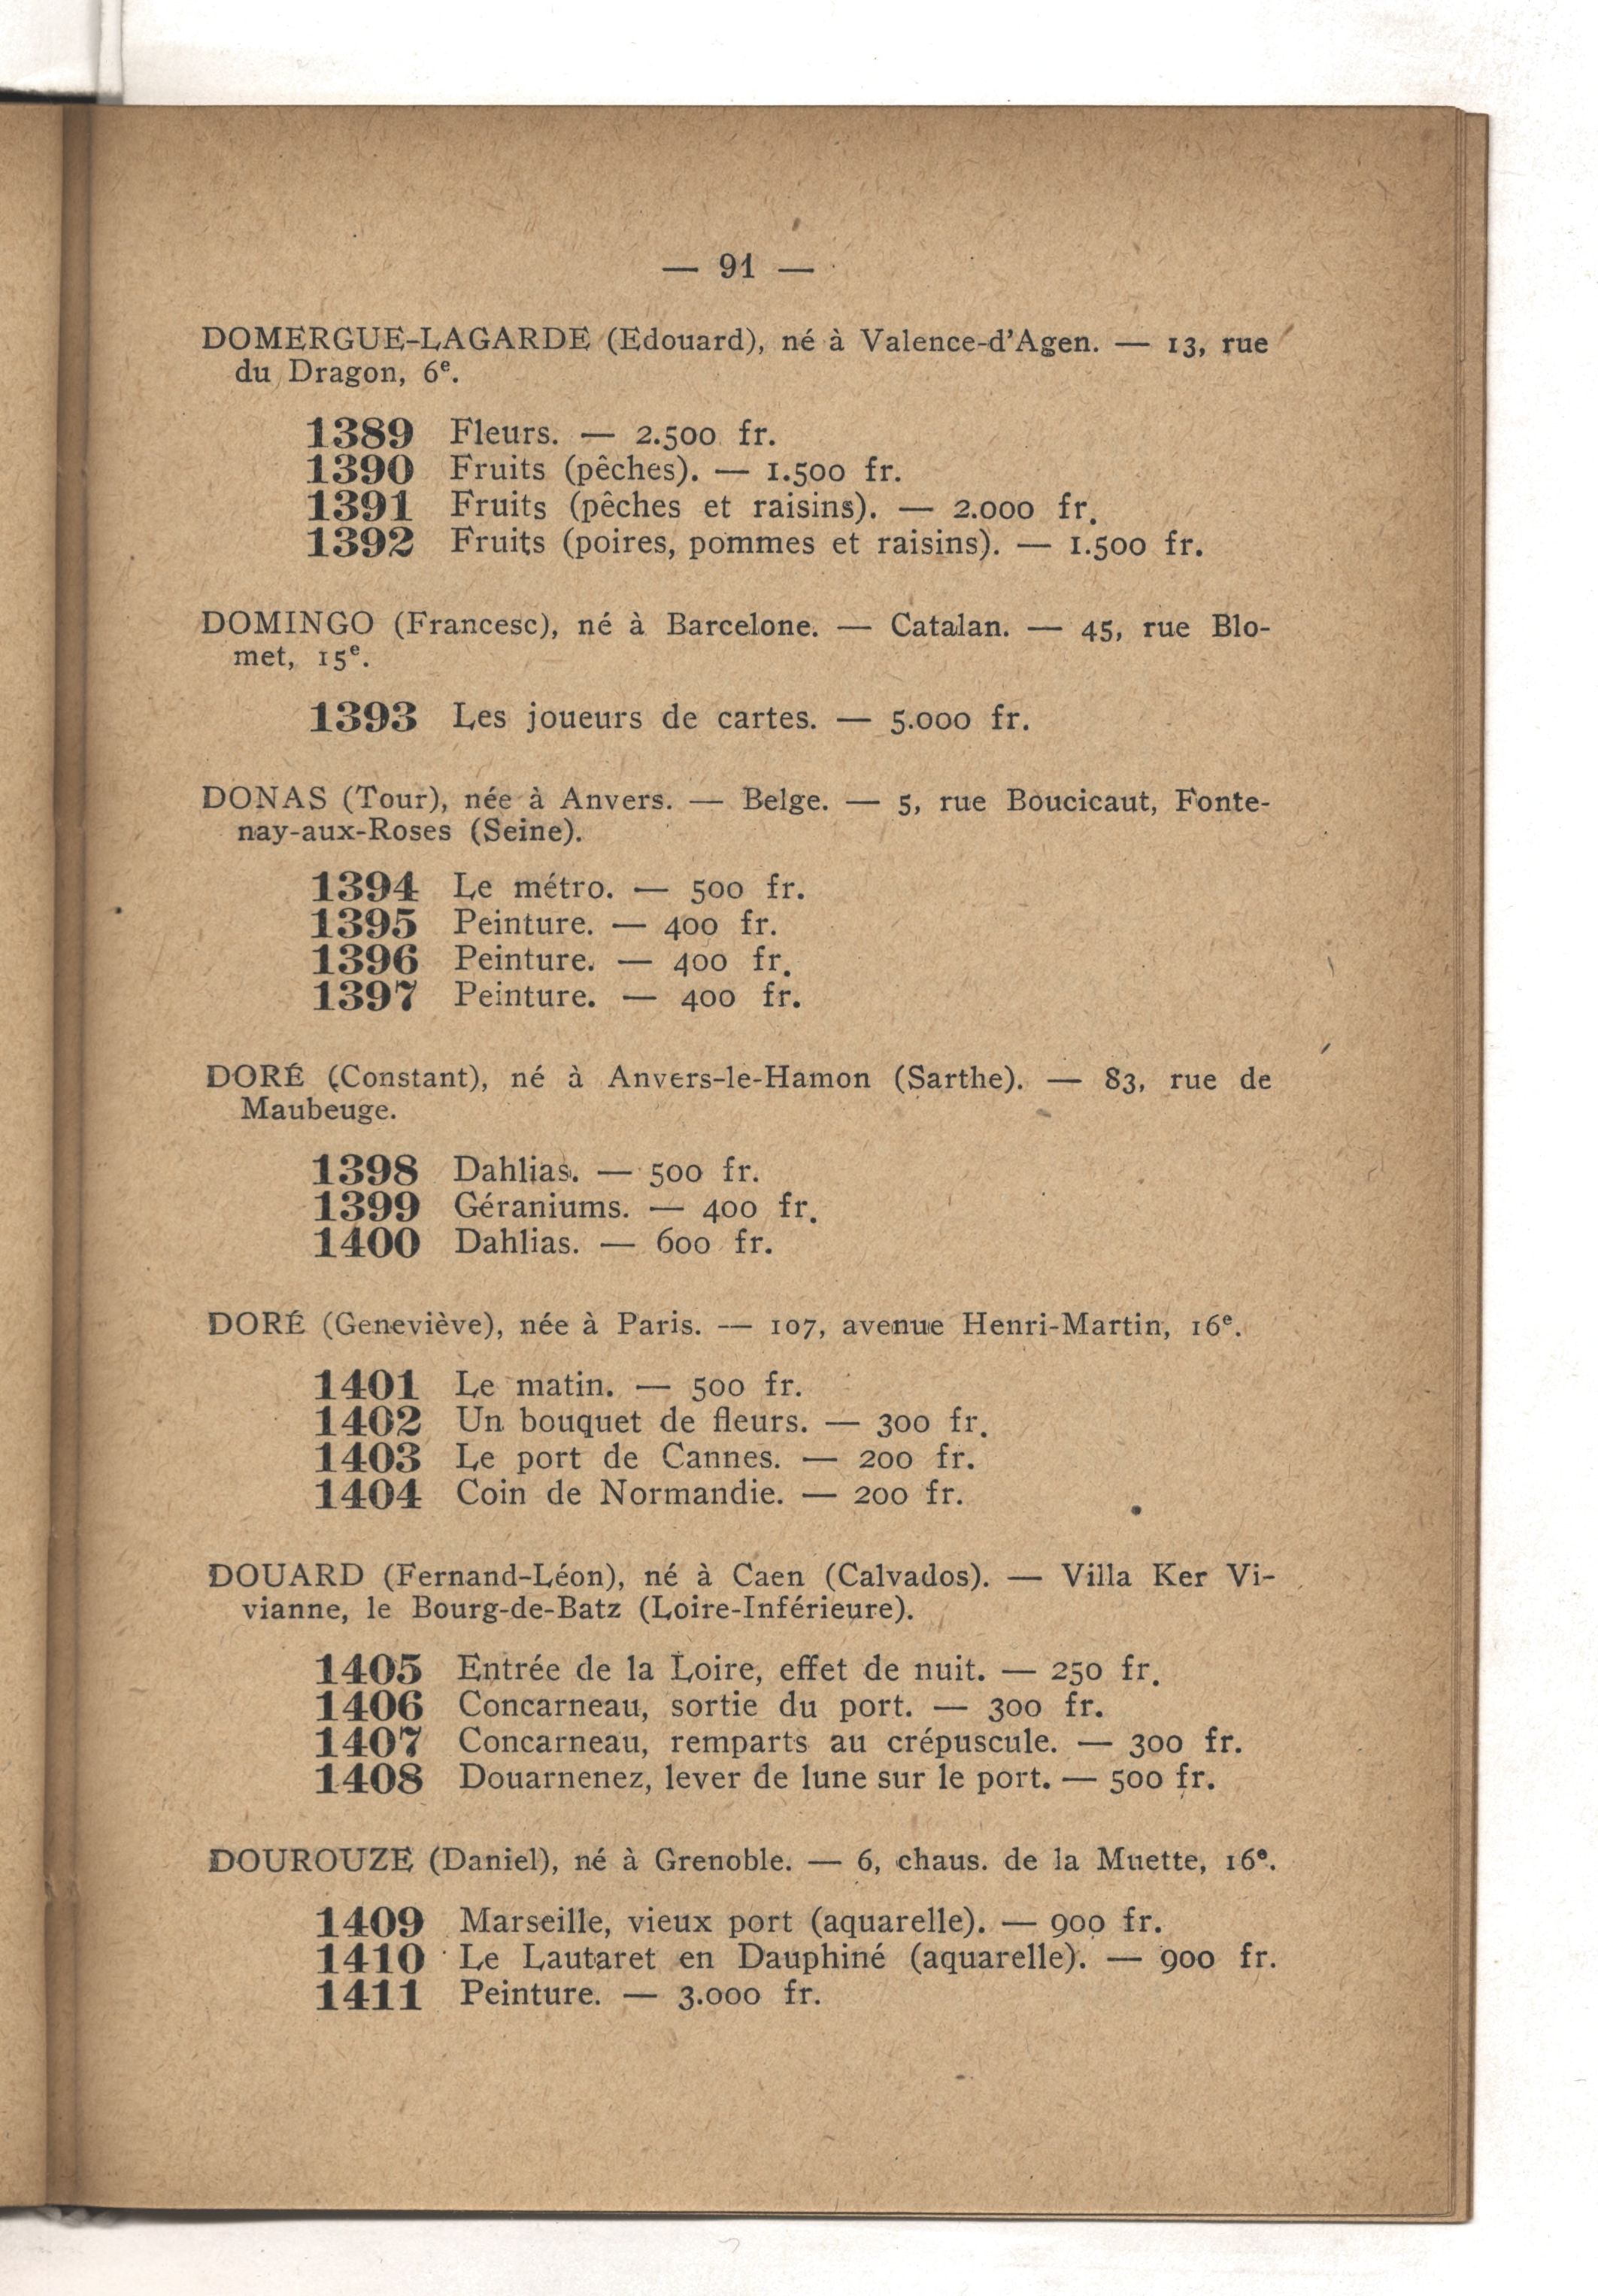 — 91 —
DOMERGUE-LAGARDE (Edouard), né à Valence-d'Agen. — 13, rue
du Dragon, 6e.
1389 Fleurs. — 2.500 fr.
1390 Fruits (pêches). — 1.500 fr.
1391 Fruits (pêches et raisins). — 2.000 fr.
1392 Fruits (poires, pommes et raisins). — 1.500 fr.
DOMINGO (Francesc), né à Barcelone. — Catalan. — 45, rue Blo-
met, 15e.
1393 Les joueurs de cartes. — 5.000 fr.
DONAS (Tour), née à Anvers. — Belge. — 5, rue Boucicaut, Fonte-
nay-aux-Roses (Seine).
1394 Le métro. — 500 fr.
1395 Peinture. — 400 fr.
1396 Peinture. — 400 fr.
1397 Peinture. — 400 fr.
DORÉ (Constant), né à Anvers-le-Hamon (Sarthe). — 83, rue de
Maubeuge.
1398 Dahlias. — 500 fr.
1399 Géraniums. — 400 fr.
1400 Dahlias. — 600 fr.
DORÉ (Geneviève), née à Paris. — 107, avenue Henri-Martin, 16e.
1401 Le matin. — 500 fr.
1402 Un bouquet de fleurs. — 300 fr.
1403 Le port de Cannes. — 200 fr.
1404 Coin de Normandie. — 200 fr.
DOUARD (Fernand-Léon), né à Caen (Calvados). — Villa Ker Vi-
vianne, le Bourg-de-Batz (Loire-Inférieure).
1405 Entrée de la Loire, effet de nuit. — 250 fr.
1406 Concarneau, sortie du port. — 300 fr.
1407 Concarneau, remparts au crépuscule. — 300 fr.
1408 Douarnenez, lever de lune sur le port. — 500 fr.
DOUROUZE (Daniel), né à Grenoble. — 6, chaus. de la Muette, 16e.
1409 Marseille, vieux port (aquarelle). — 900 fr.
1410 Le Lautaret en Dauphiné (aquarelle). — 900 fr.
1411 Peinture. — 3.000 fr.